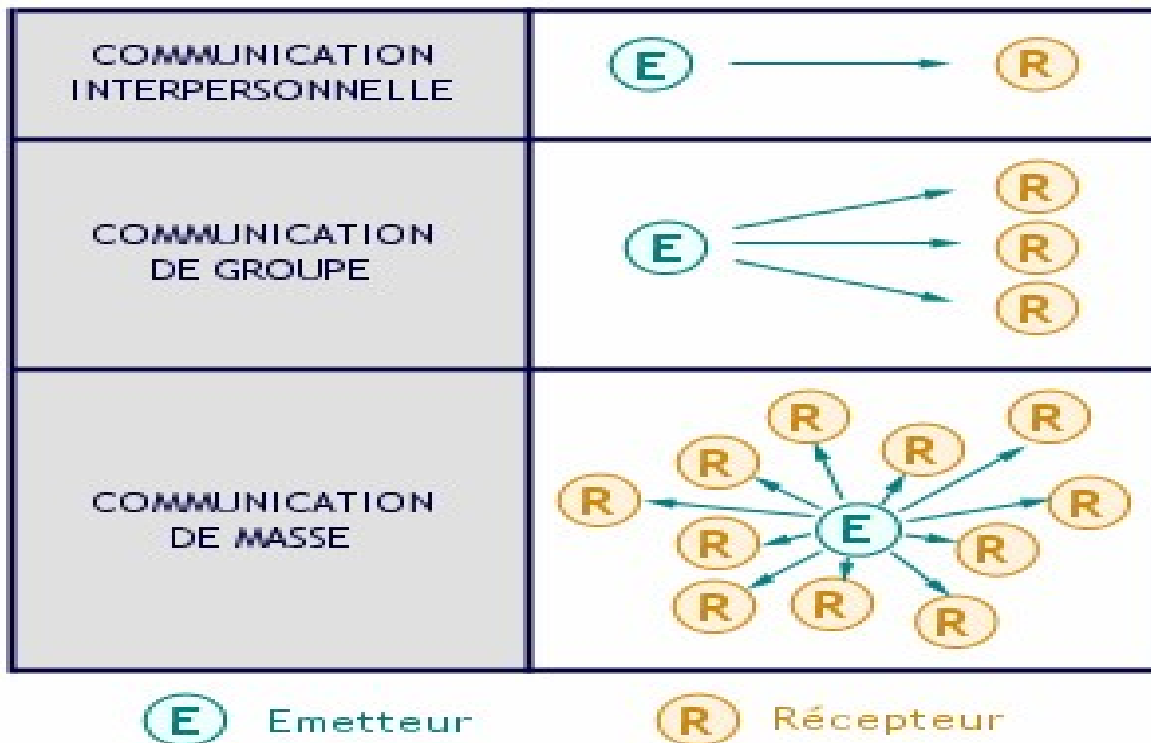 COMMUNICATION
INTERPERSONNELLE
E R
COMMUNICATION
DE GROUPE
R
E R
R
COMMUNICATION
DE MASSE
R R
R R
R R
E
R R
R R R
E Emetteur R Récepteur